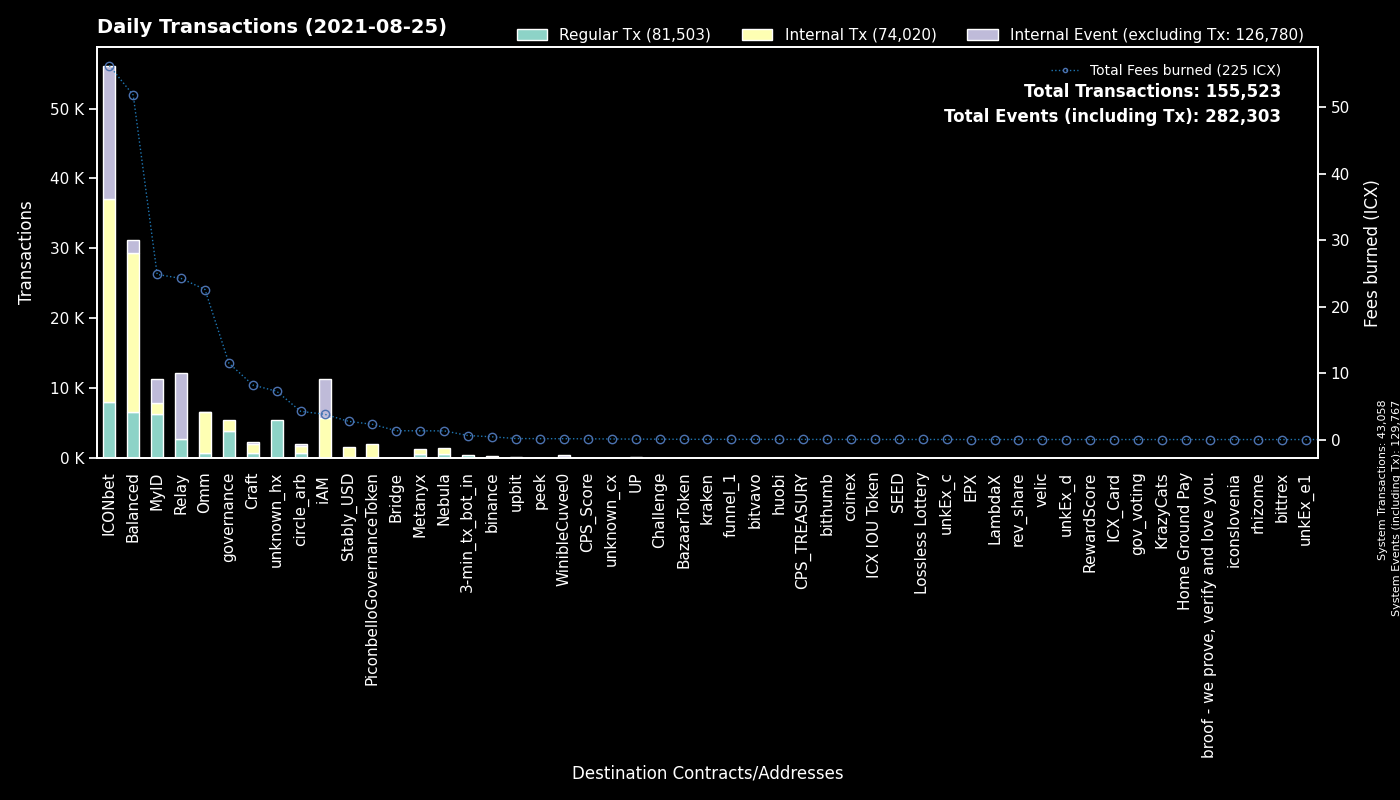 Daily Transactions (2021-08-25)
Regular Tx (81,503)
Internal Tx (74,020)
Internal Event (excluding Tx: 126,780)
Total Fees burned (225 ICX)
Total Transactions: 155,523
Total Events (including Tx): 282,303
Transactions
50 K
40 K
30 K
20 K
10 K
0 K
50
40
30
20
10
0
Fees burned (ICX)
System Transactions: 43,058
System Events (including Tx): 129,767
ICONbet
Balanced
MyID
Relay
Omm
governance
Craft
unknown_hx
circle_arb
iAM
Stably_USD
PiconbelloGovernanceToken
Bridge
Metanyx
Nebula
3-min_tx_bot_in
binance
upbit
peek
WinibleCuvee0
CPS_Score
unknown_cx
UP
Challenge
BazaarToken
kraken
funnel_1
bitvavo
huobi
CPS_TREASURY
bithumb
coinex
ICX IOU Token
SEED
Lossless Lottery
unkEx_c
EPX
LambdaX
rev_share
velic
unkEx_d
RewardScore
ICX_Card
gov_voting
KrazyCats
Home Ground Pay
broof - we prove, verify and love you.
iconslovenia
rhizome
bittrex
unkEx_e1
Destination Contracts/Addresses